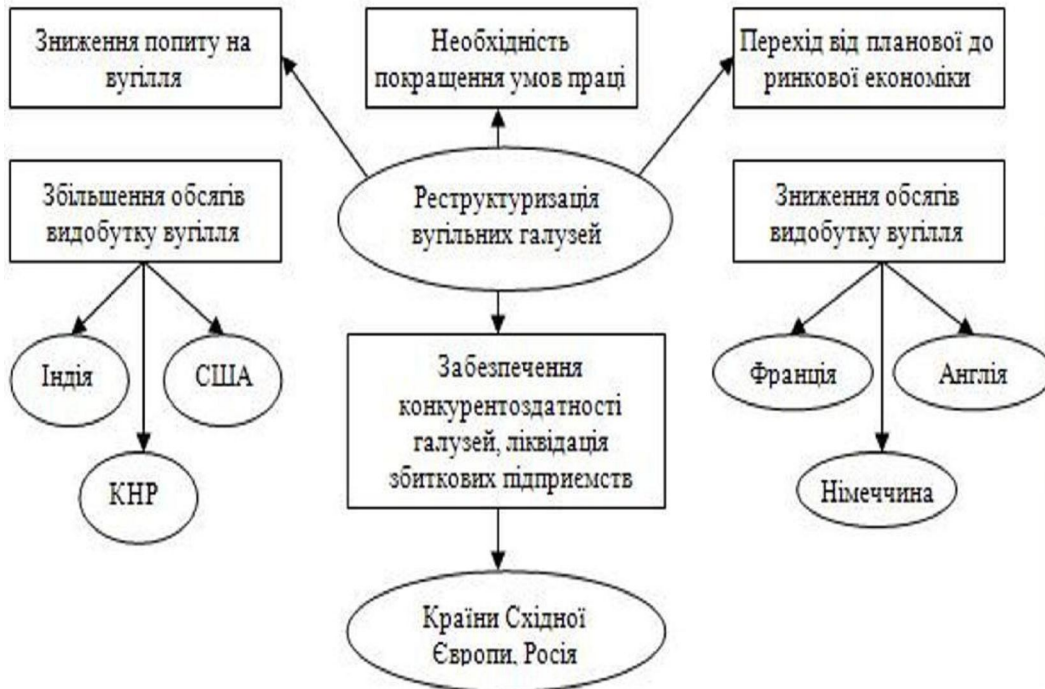 Зниження попиту на
вугілля
Необхідність
покращення умов праці
Перехід від планової до
ринкової економіки
Збільшення обсягів
видобутку вугілля
Реструктуризація
вугільних галузей
Зниження обсягів
видобутку вугілля
Індія
США
КНР
Забезпечення
конкурентоздатності
галузей, ліквідація
збиткових підприємств
Франція
Англія
Німеччина
Країни Східної
Європи, Росія